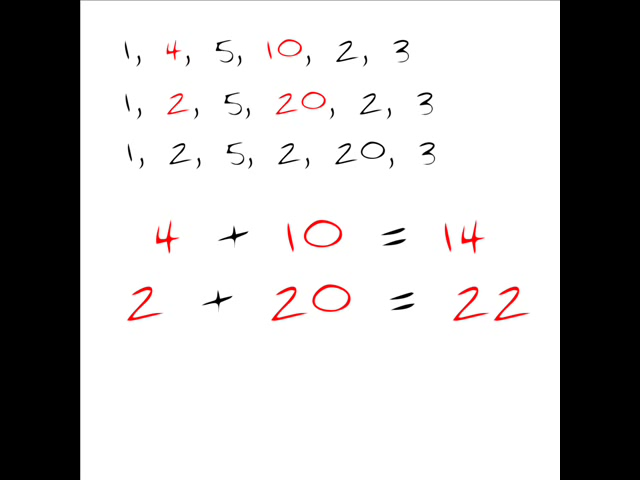 1, 4, 5, 10, 2, 3
1, 2, 5, 20, 2, 3
1, 2, 5, 2, 20, 3
4 + 10 = 14
2 + 20 = 22